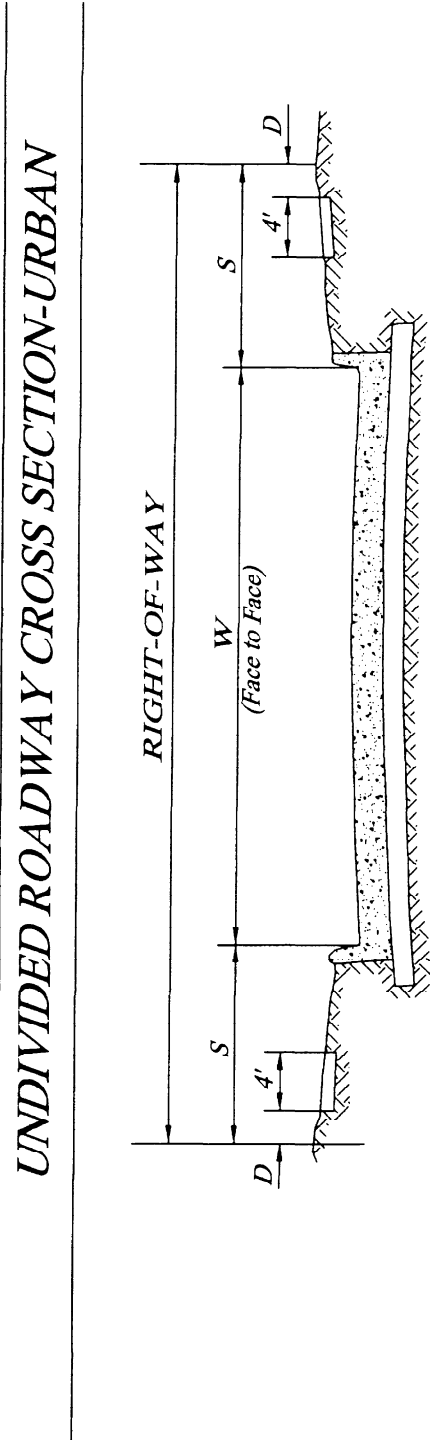 UNDIVIDED ROADWAY CROSS SECTION-URBAN
RIGHT-OF-WAY
S
W
(Face to Face)
S
D
4'
4'
D